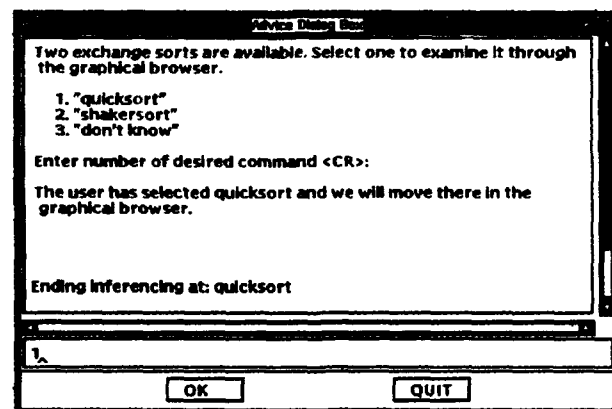 Advice Dialog Box
Two exchange sorts are available. Select one to examine it through
the graphical browser.
1. "quicksort"
2. "shakersort"
3. "don't know"
Enter number of desired command <CR>:
The user has selected quicksort and we will move there in the
graphical browser.
Ending inferencing at: quicksort
1^
OK QUIT